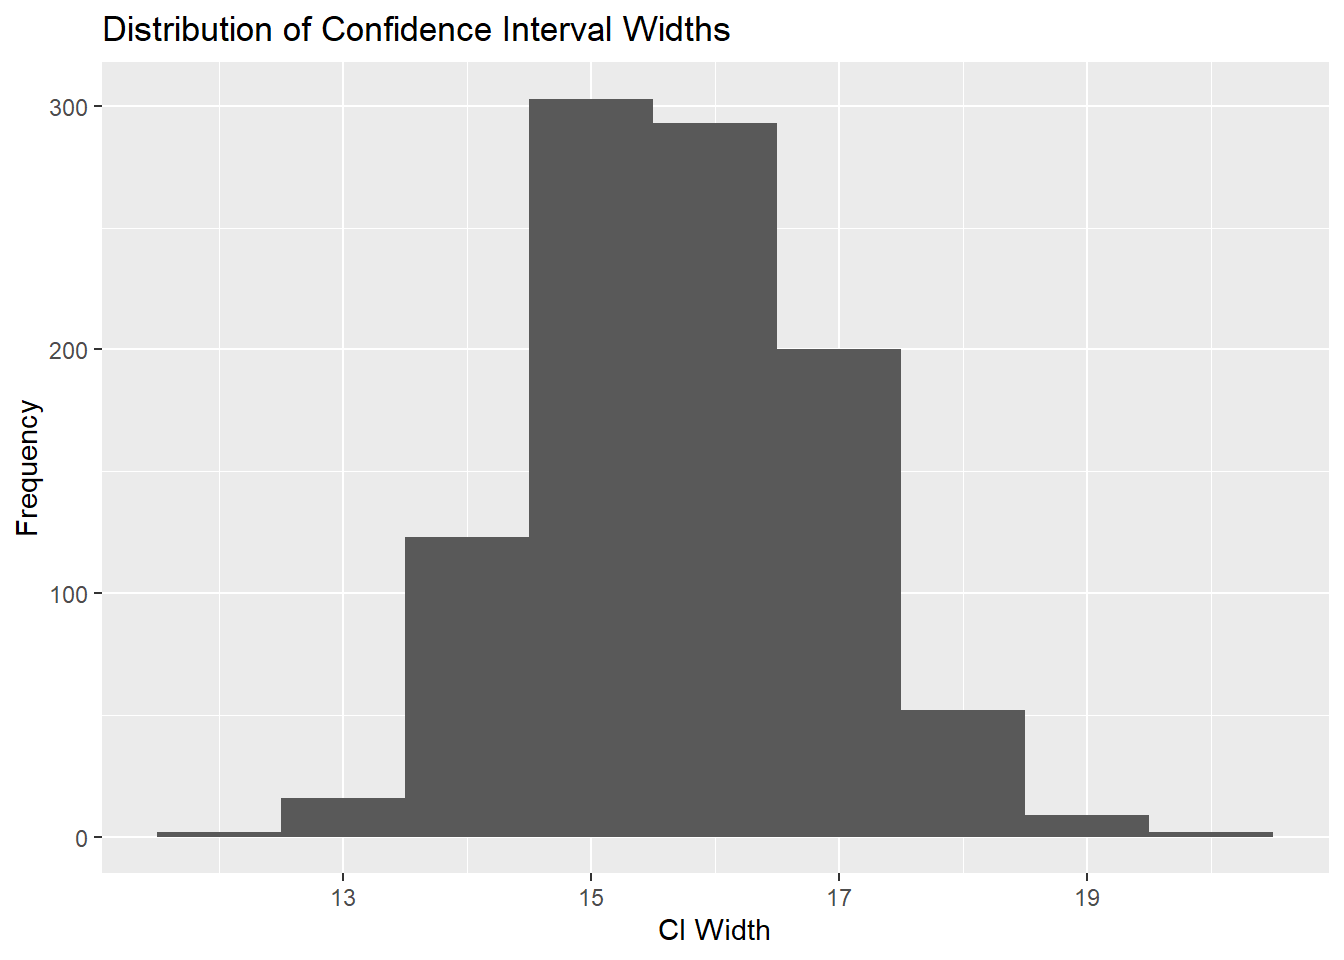 Distribution of Confidence Interval Widths
300
200
100
0
Frequency
13 15 17 19
CI Width